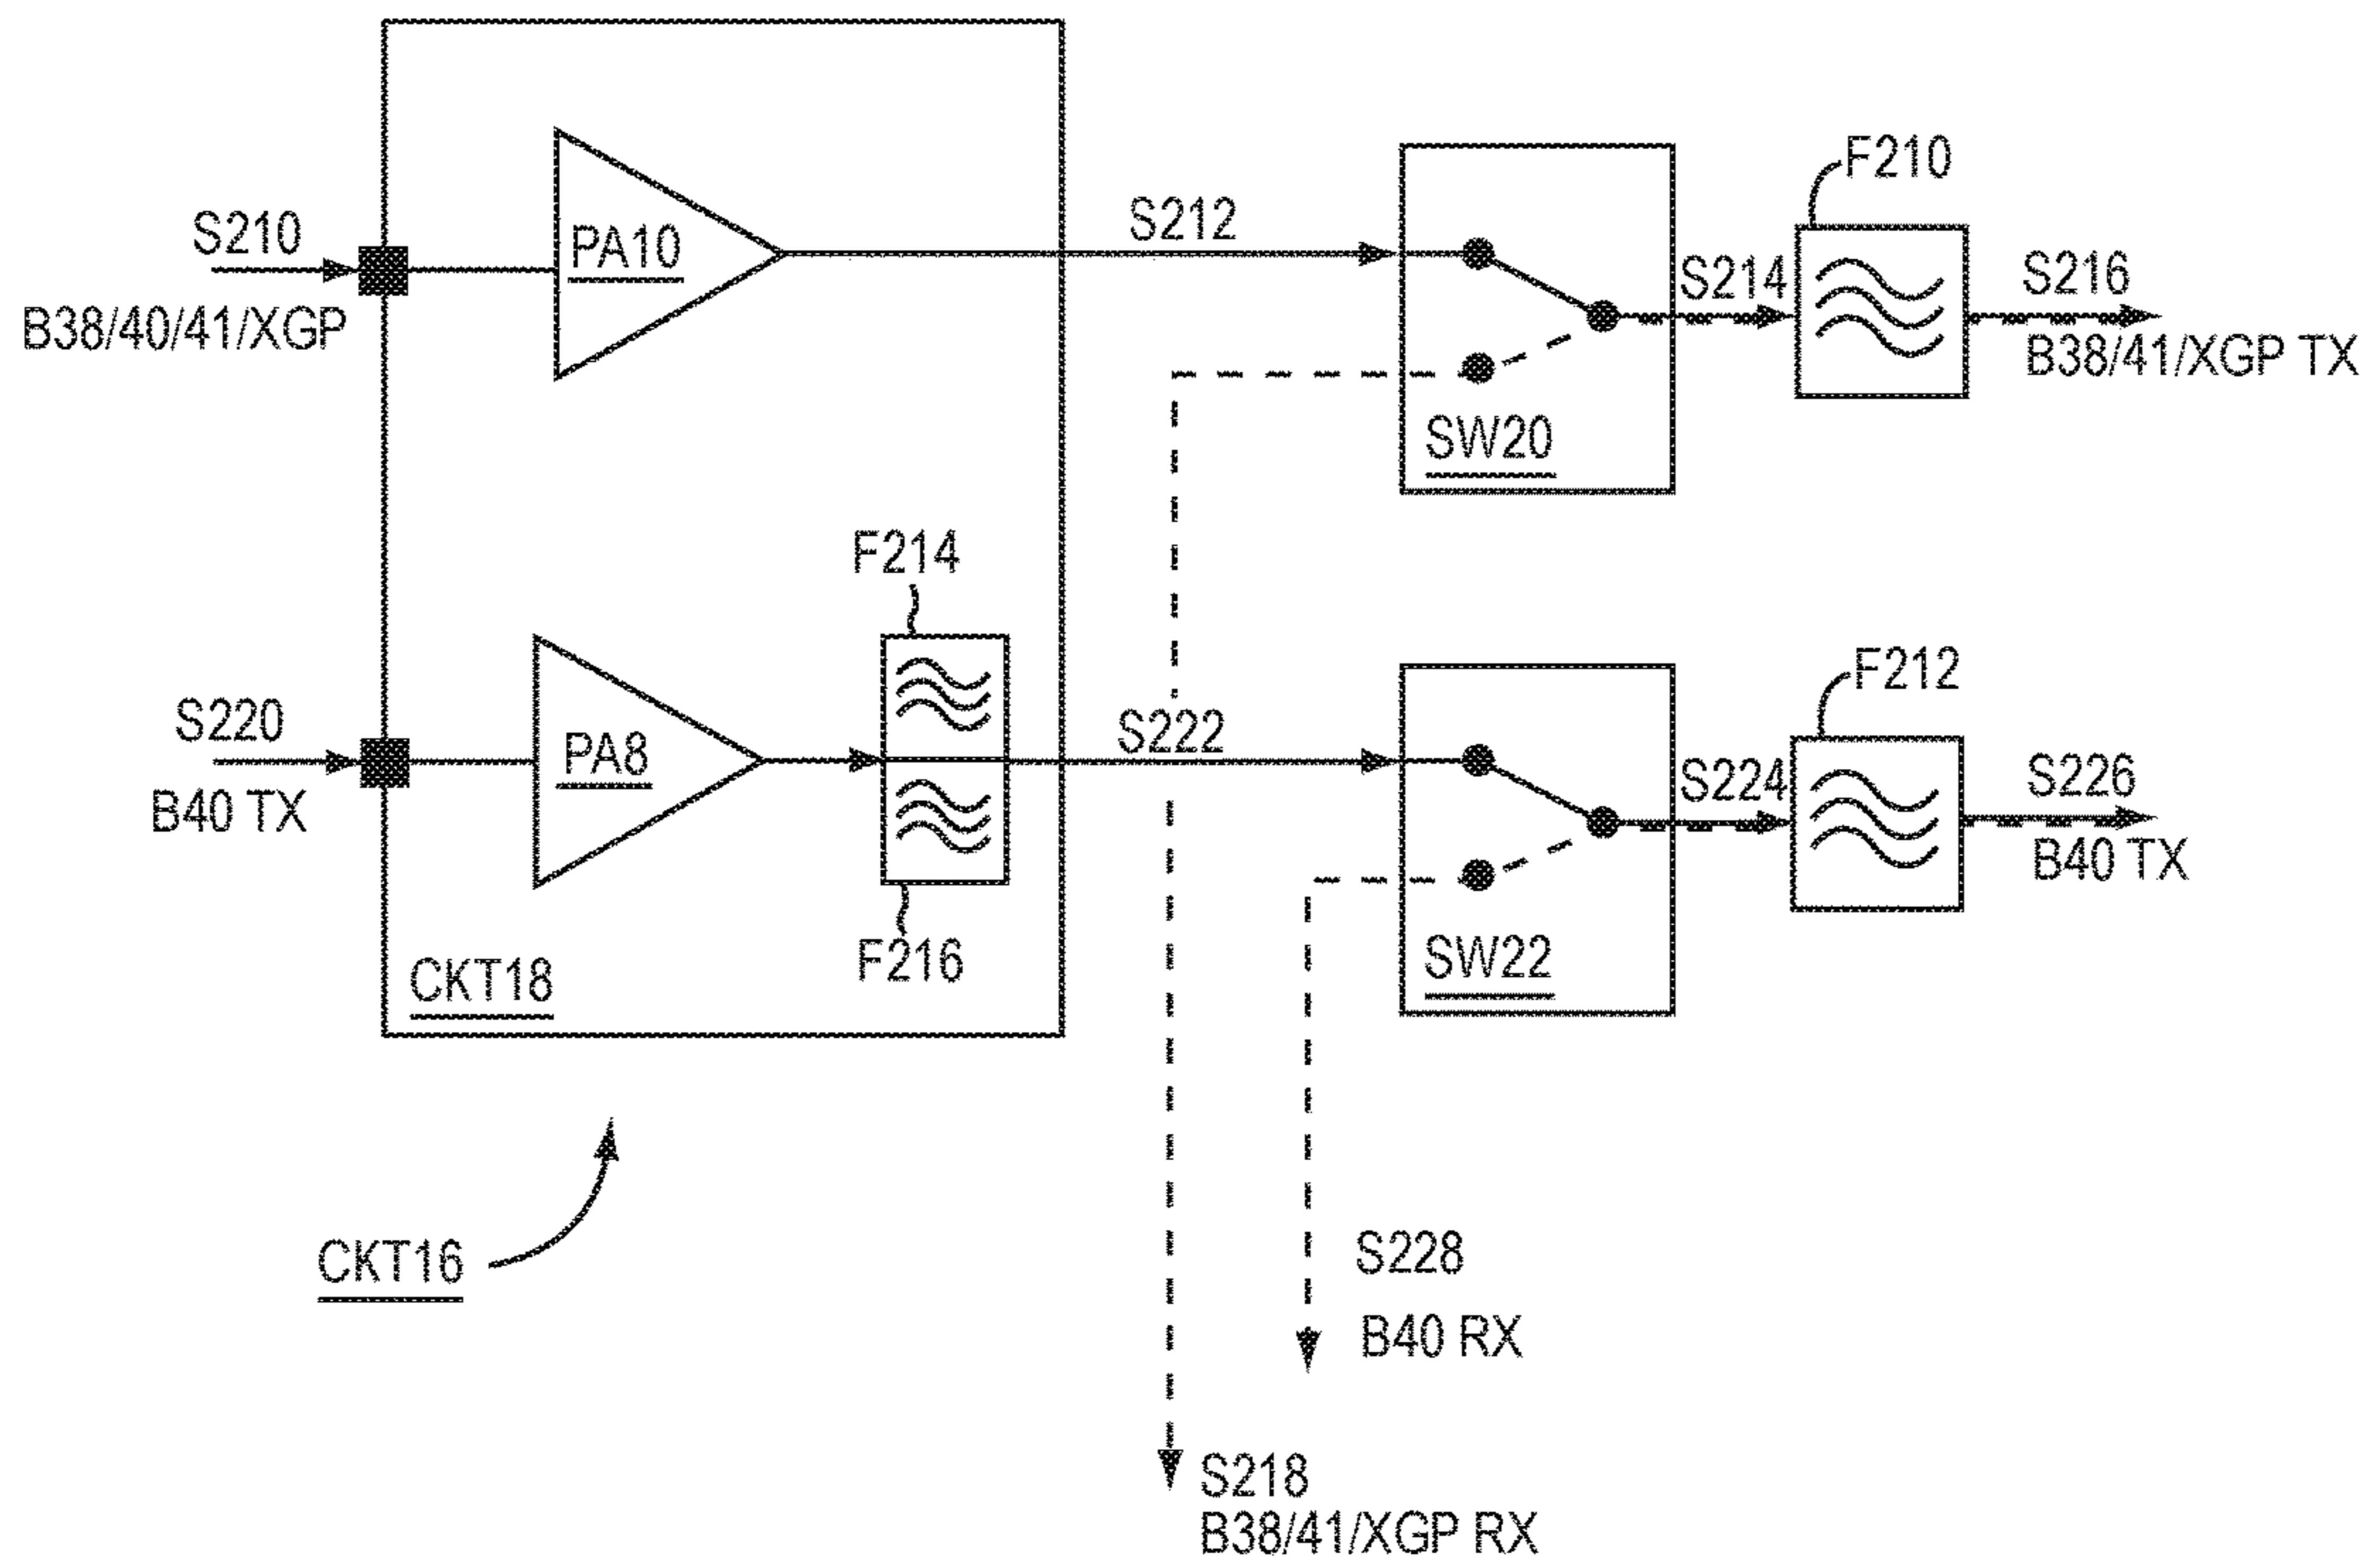 F210
S210
PA10
S212
S214
S216
B38/40/41/XGP
B38/41/XGP TX
SW20
F214
F212
S220
PA8
S222
S224
S226
B40 TX
B40 TX
F216
SW22
CKT18
CKT16
S228
B40 RX
S218
B38/41/XGP RX